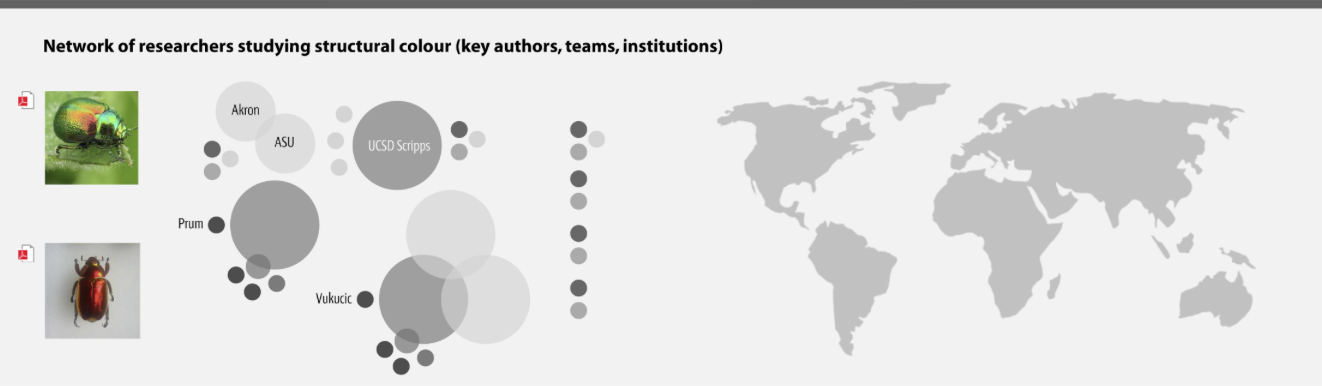 Network of researchers studying structural colour (key authors, teams, institutions)
Akron
ASU
UCSD Scripps
Prum
Vukucic